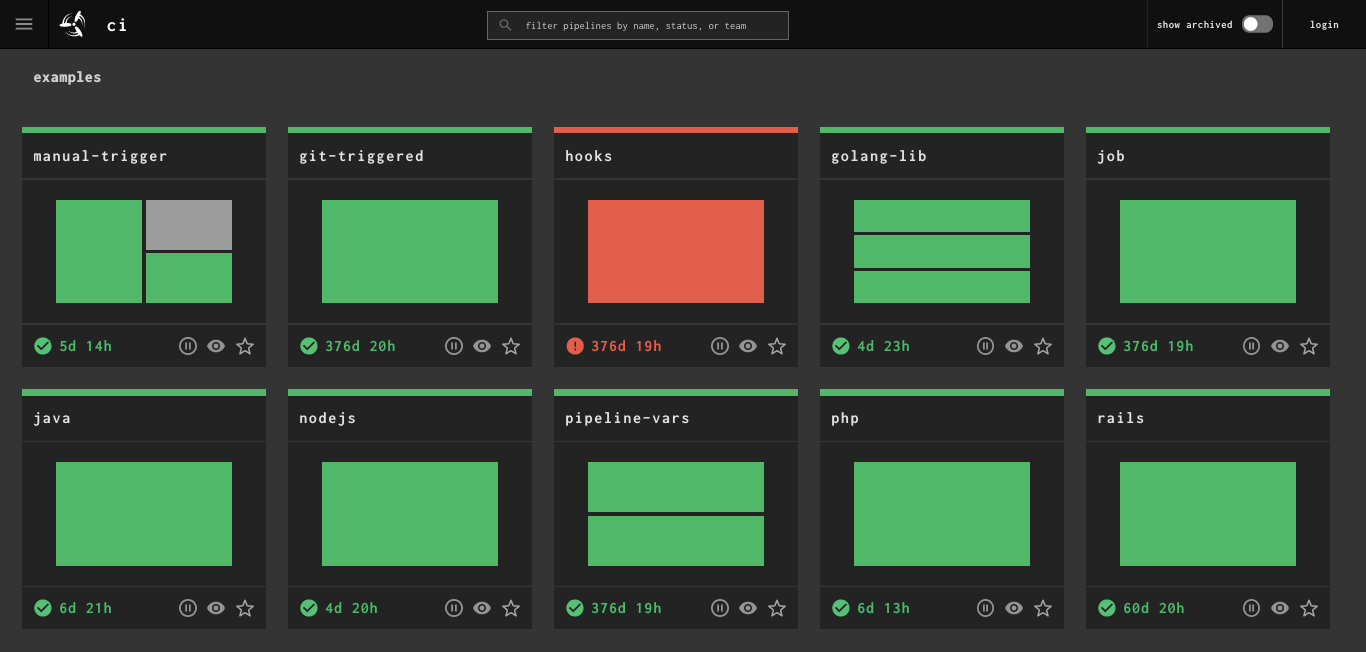 ci
filter pipelines by name, status, or team
show archived
login
examples
manual-trigger
git-triggered
hooks
golang-lib
job
5d 14h
376d 20h
376d 19h
4d 23h
376d 19h
java
nodejs
pipeline-vars
php
rails
6d 21h
4d 20h
376d 19h
6d 13h
60d 20h